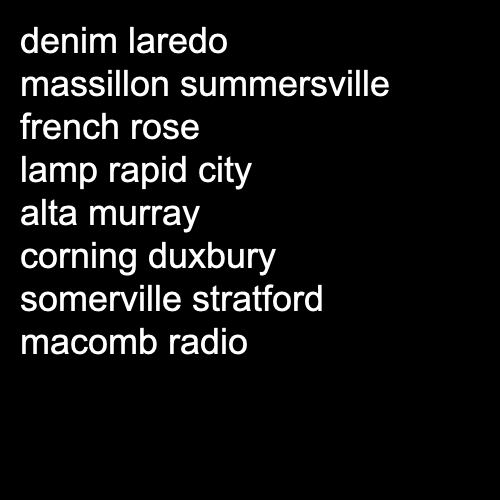 denim laredo
massillon summersville
french rose
lamp rapid city
alta murray
corning duxbury
somerville stratford
macomb radio